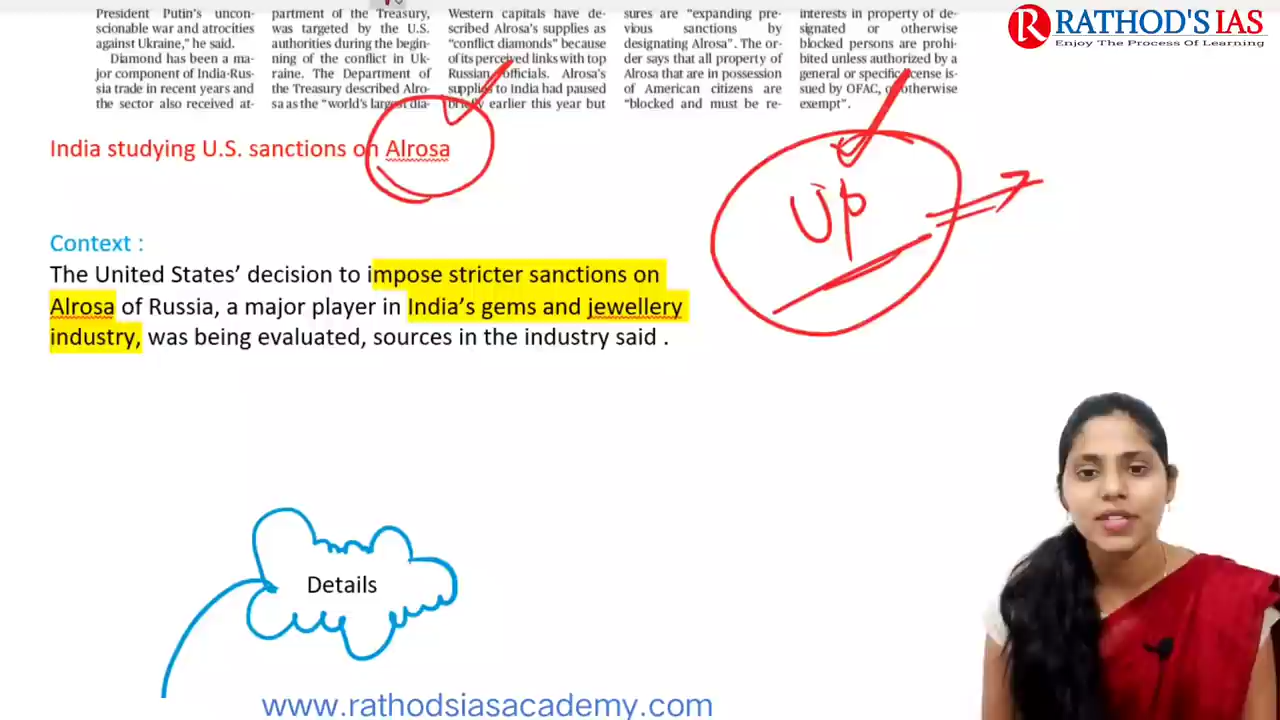 President Putin's uncon-
scionable war and atrocities
against Ukraine," he said.
Diamond has been a ma-
jor component of India-Rus-
sia trade in recent years and
the sector also received at-
partment of the Treasury,
was targeted by the U.S.
authorities during the begin-
ning of the conflict in Uk-
raine. The Department of
the Treasury described Alro-
sa as the "world's largest dia-
Western capitals have de-
scribed Alrosa's supplies as
"conflict diamonds" because
of its perceived links with top
Russian officials. Alrosa's
supplies to India had paused
briefly earlier this year but
sures are "expanding pre-
vious sanctions by
designating Alrosa". The or-
der says that all property of
Alrosa that are in possession
of American citizens are
"blocked and must be re-
interests in property of de-
signated or otherwise
blocked persons are prohi-
bited unless authorized by a
general or specific license is-
sued by OFAC, or otherwise
exempt".
RATHOD'S IAS
Enjoy The Process Of Learning
India studying U.S. sanctions on Alrosa
UP
Context :
The United States' decision to impose stricter sanctions on
Alrosa of Russia, a major player in India's gems and jewellery
industry, was being evaluated, sources in the industry said .
Details
www.rathodsiasacademy.com